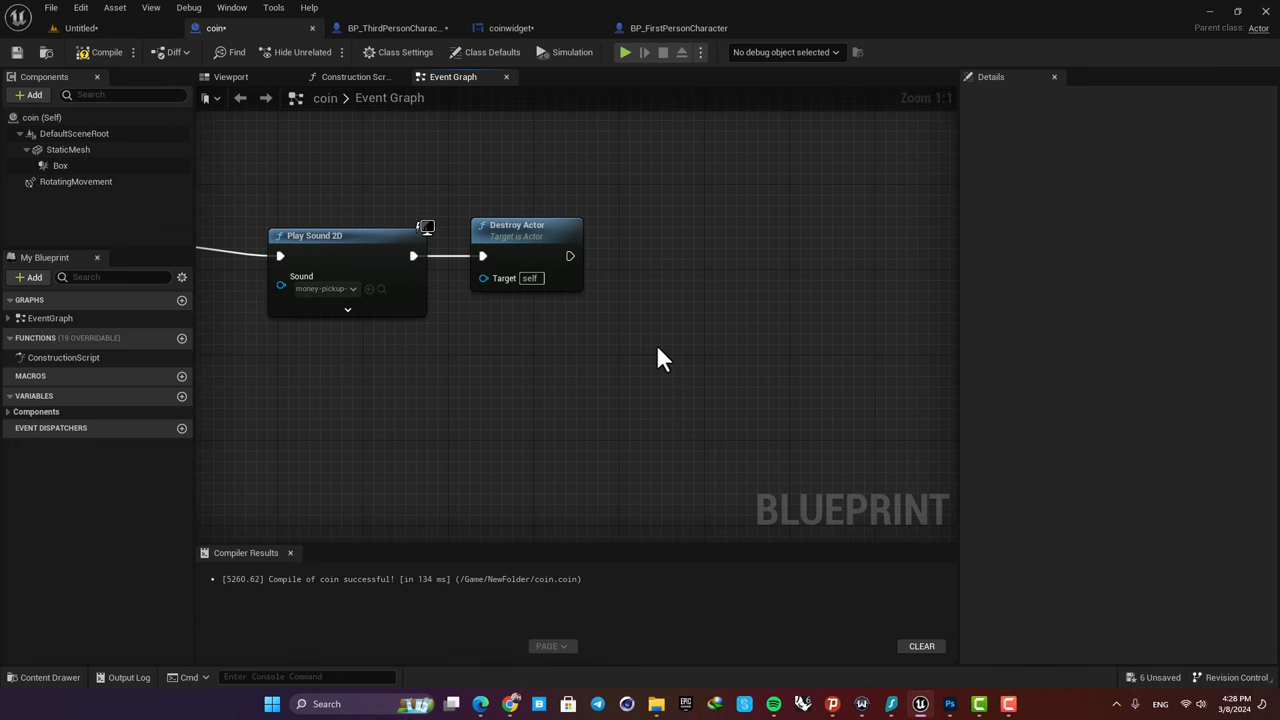 File Edit Asset View Debug Window Tools Help
Untitled•
coin•
BP_ThirdPersonCharac...•
coinwidget•
BP_FirstPersonCharacter
Parent class: Actor
Compile
Diff
Find
Hide Unrelated
Class Settings
Class Defaults
Simulation
No debug object selected
Components
Viewport
Construction Scr...
Event Graph
Details
Add
Search
coin > Event Graph
Zoom 1:1
coin (Self)
DefaultSceneRoot
StaticMesh
Box
RotatingMovement
Play Sound 2D
Sound
money-pickup-
Destroy Actor
Target is Actor
Target self
My Blueprint
Add
Search
GRAPHS
EventGraph
FUNCTIONS (19 OVERRIDABLE)
ConstructionScript
MACROS
VARIABLES
Components
EVENT DISPATCHERS
BLUEPRINT
Compiler Results
[5260.62] Compile of coin successful! [in 134 ms] (/Game/NewFolder/coin.coin)
PAGE
CLEAR
Content Drawer
Output Log
Cmd
Enter Console Command
6 Unsaved
Revision Control
Search
4:28 PM
3/8/2024